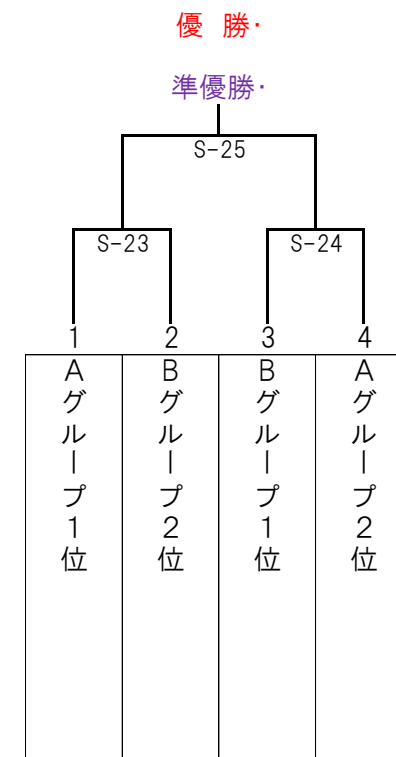 優 勝・
準優勝・
S-25
S-23
S-24
1
2
3
4
Aグループ1位
Bグループ2位
Bグループ1位
Aグループ2位